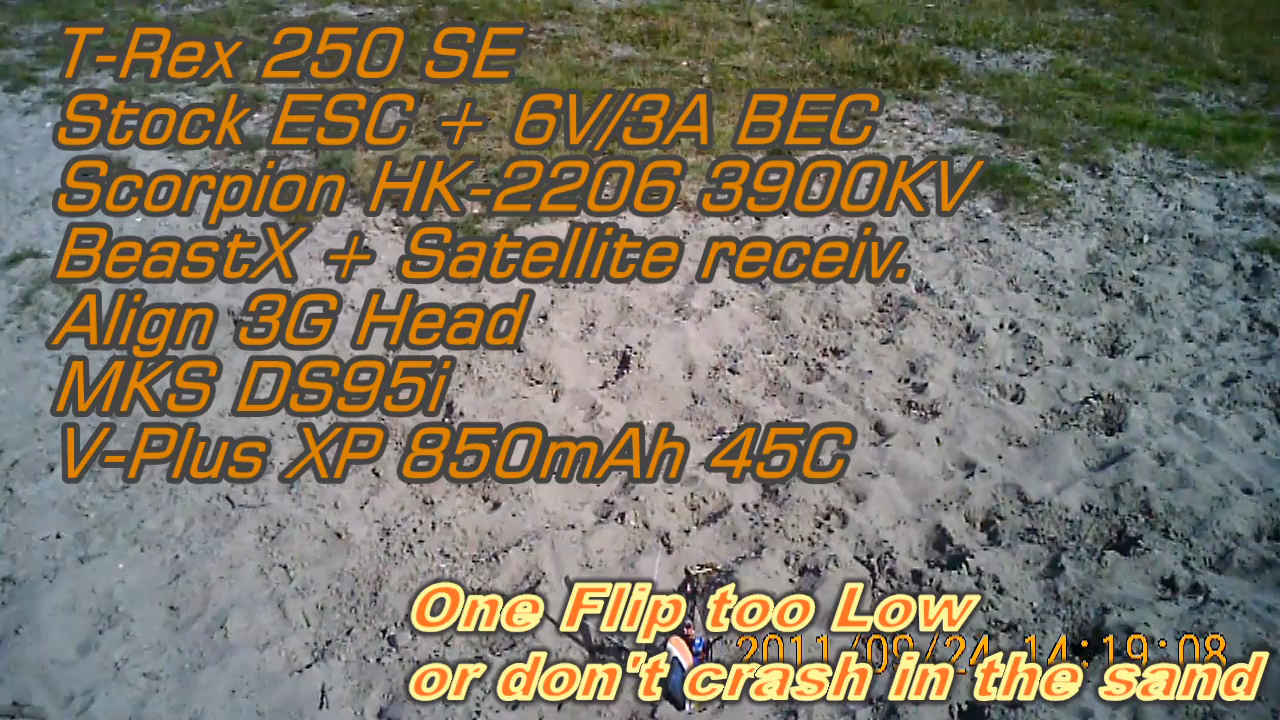 T-Rex 250 SE
Stock ESC + 6V/3A BEC
Scorpion HK-2206 3900KV
BeastX + Satellite receiv.
Align 3G Head
MKS DS95i
V-Plus XP 850mAh 45C
One Flip too Low
2011/09/24 14:19:08
or don't crash in the sand